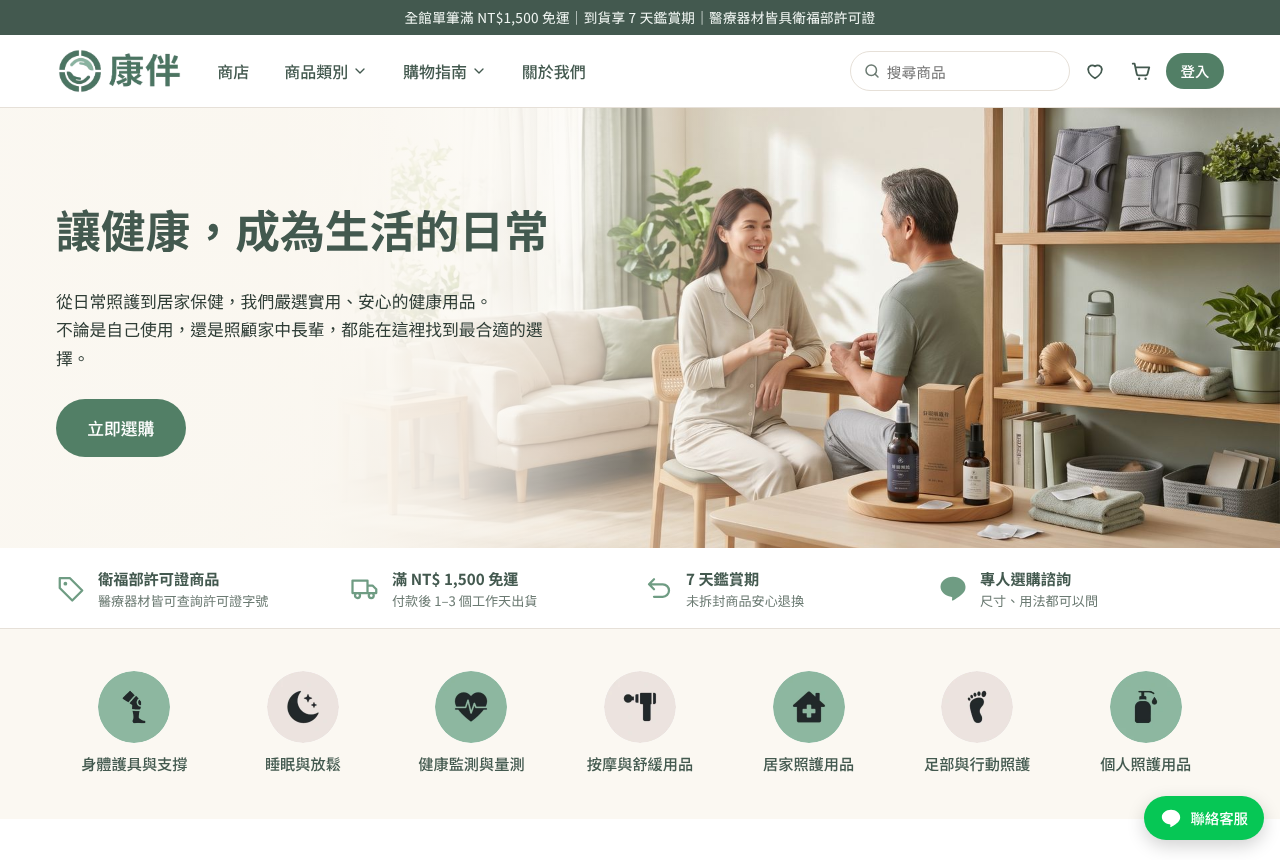 全館單筆滿 NT$1,500 免運｜到貨享 7 天鑑賞期｜醫療器材皆具衛福部許可證
康伴
商店
商品類別
購物指南
關於我們
搜尋商品
登入
讓健康，成為生活的日常
從日常照護到居家保健，我們嚴選實用、安心的健康用品。
不論是自己使用，還是照顧家中長輩，都能在這裡找到最合適的選
擇。
立即選購
衛福部許可證商品
醫療器材皆可查詢許可證字號
滿 NT$ 1,500 免運
付款後 1–3 個工作天出貨
7 天鑑賞期
未拆封商品安心退換
專人選購諮詢
尺寸、用法都可以問
身體護具與支撐
睡眠與放鬆
健康監測與量測
按摩與舒緩用品
居家照護用品
足部與行動照護
個人照護用品
聯絡客服